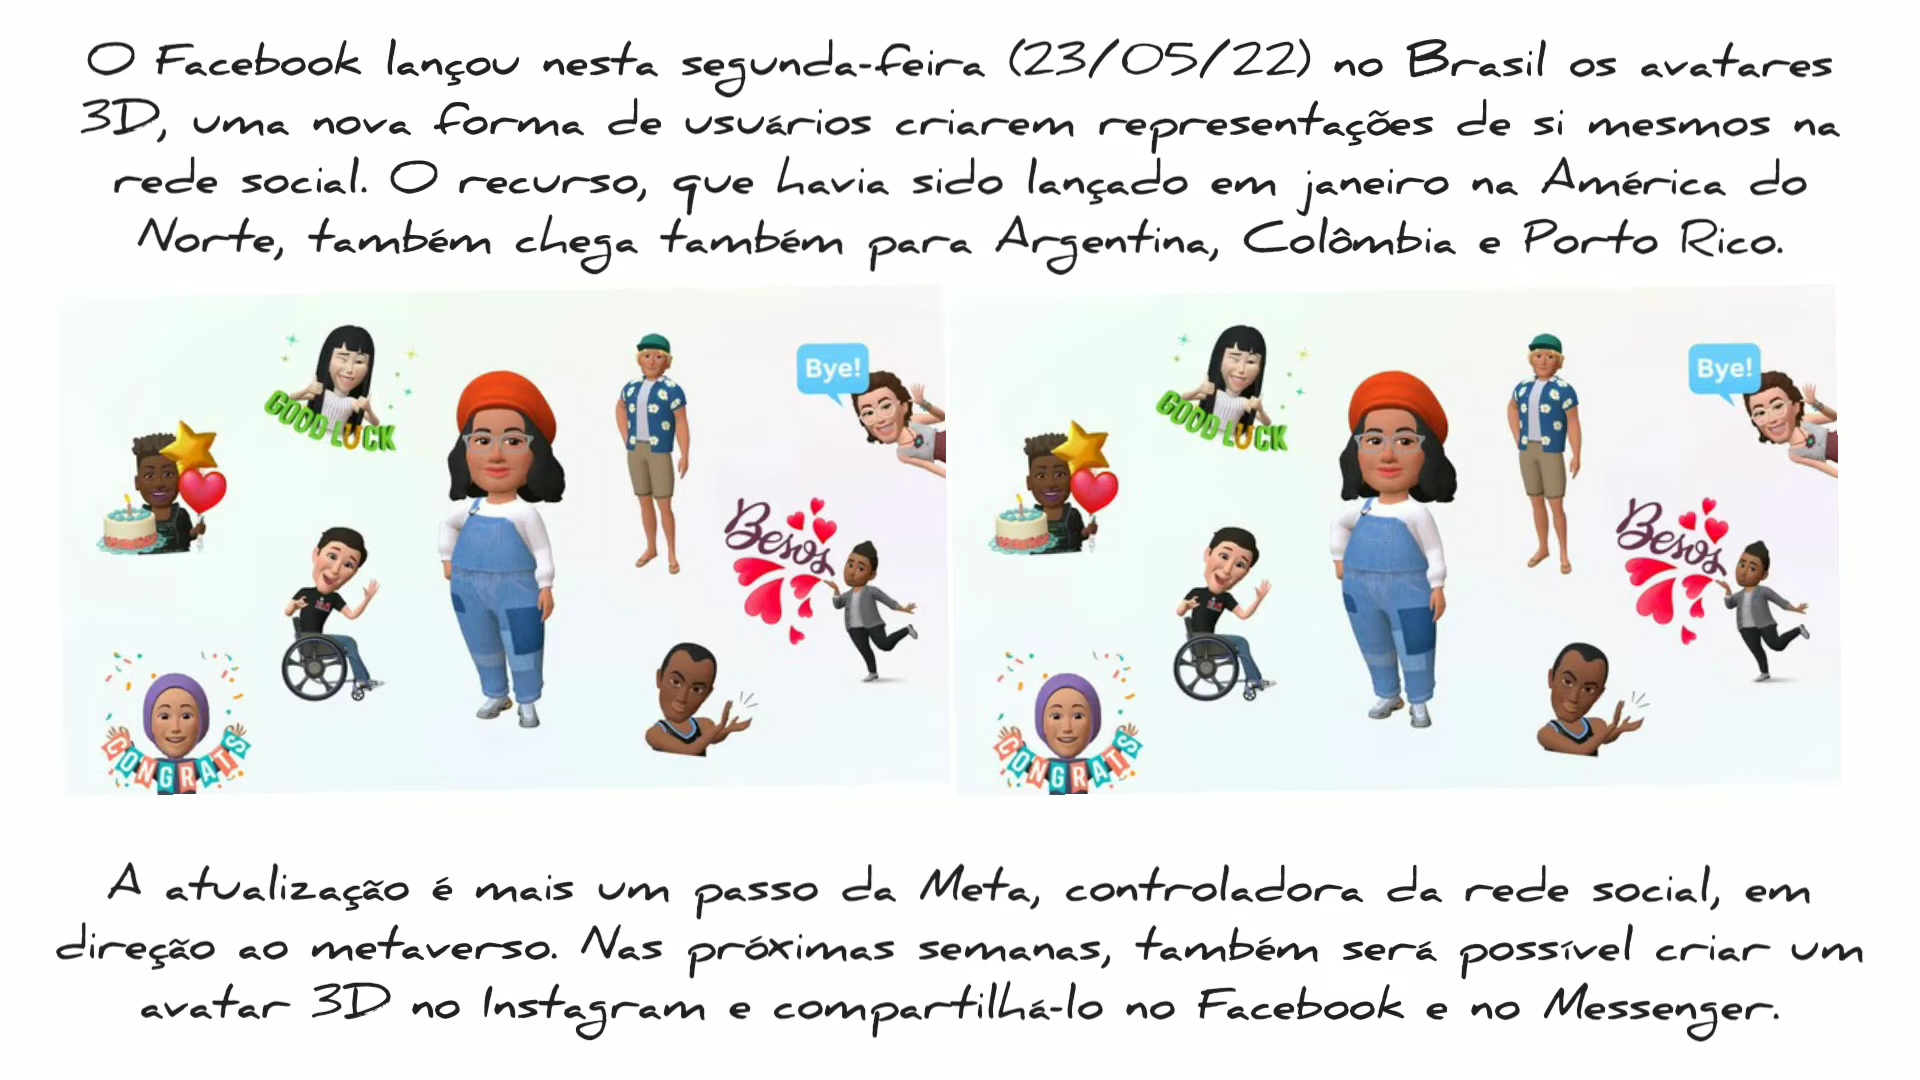 O Facebook lançou nesta segunda-feira (23/05/22) no Brasil os avatares
3D, uma nova forma de usuários criarem representações de si mesmos na
rede social. O recurso, que havia sido lançado em janeiro na América do
Norte, também chega também para Argentina, Colômbia e Porto Rico.
GOOD LUCK
Bye!
Besos
CONGRATS
GOOD LUCK
Bye!
Besos
CONGRATS
A atualização é mais um passo da Meta, controladora da rede social, em
direção ao metaverso. Nas próximas semanas, também será possível criar um
avatar 3D no Instagram e compartilhá-lo no Facebook e no Messenger.